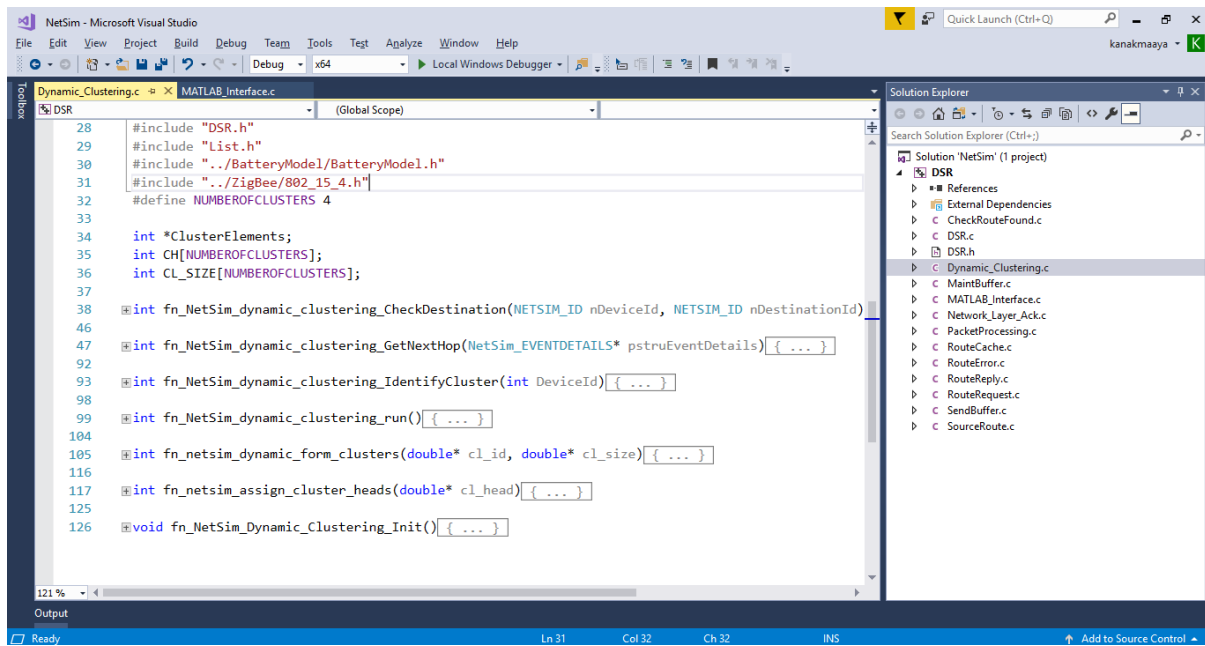 NetSim - Microsoft Visual Studio
Quick Launch (Ctrl+Q)
File Edit View Project Build Debug Team Tools Test Analyze Window Help
kanakmaaya
K
Debug x64 Local Windows Debugger
Toolbox
Dynamic_Clustering.c MATLAB_Interface.c
DSR (Global Scope)
28 #include "DSR.h"
29 #include "List.h"
30 #include "../BatteryModel/BatteryModel.h"
31 #include "../ZigBee/802_15_4.h"
32 #define NUMBEROFCLUSTERS 4
33
34 int *ClusterElements;
35 int CH[NUMBEROFCLUSTERS];
36 int CL_SIZE[NUMBEROFCLUSTERS];
37
38 int fn_NetSim_dynamic_clustering_CheckDestination(NETSIM_ID nDeviceId, NETSIM_ID nDestinationId)
46
47 int fn_NetSim_dynamic_clustering_GetNextHop(NetSim_EVENTDETAILS* pstruEventDetails) { ... }
92
93 int fn_NetSim_dynamic_clustering_IdentifyCluster(int DeviceId) { ... }
98
99 int fn_NetSim_dynamic_clustering_run() { ... }
104
105 int fn_netsim_dynamic_form_clusters(double* cl_id, double* cl_size) { ... }
116
117 int fn_netsim_assign_cluster_heads(double* cl_head) { ... }
125
126 void fn_NetSim_Dynamic_Clustering_Init() { ... }
121 %
Output
Solution Explorer
Search Solution Explorer (Ctrl+;)
Solution 'NetSim' (1 project)
DSR
References
External Dependencies
CheckRouteFound.c
DSR.c
DSR.h
Dynamic_Clustering.c
MaintBuffer.c
MATLAB_Interface.c
Network_Layer_Ack.c
PacketProcessing.c
RouteCache.c
RouteError.c
RouteReply.c
RouteRequest.c
SendBuffer.c
SourceRoute.c
Ready Ln 31 Col 32 Ch 32 INS Add to Source Control